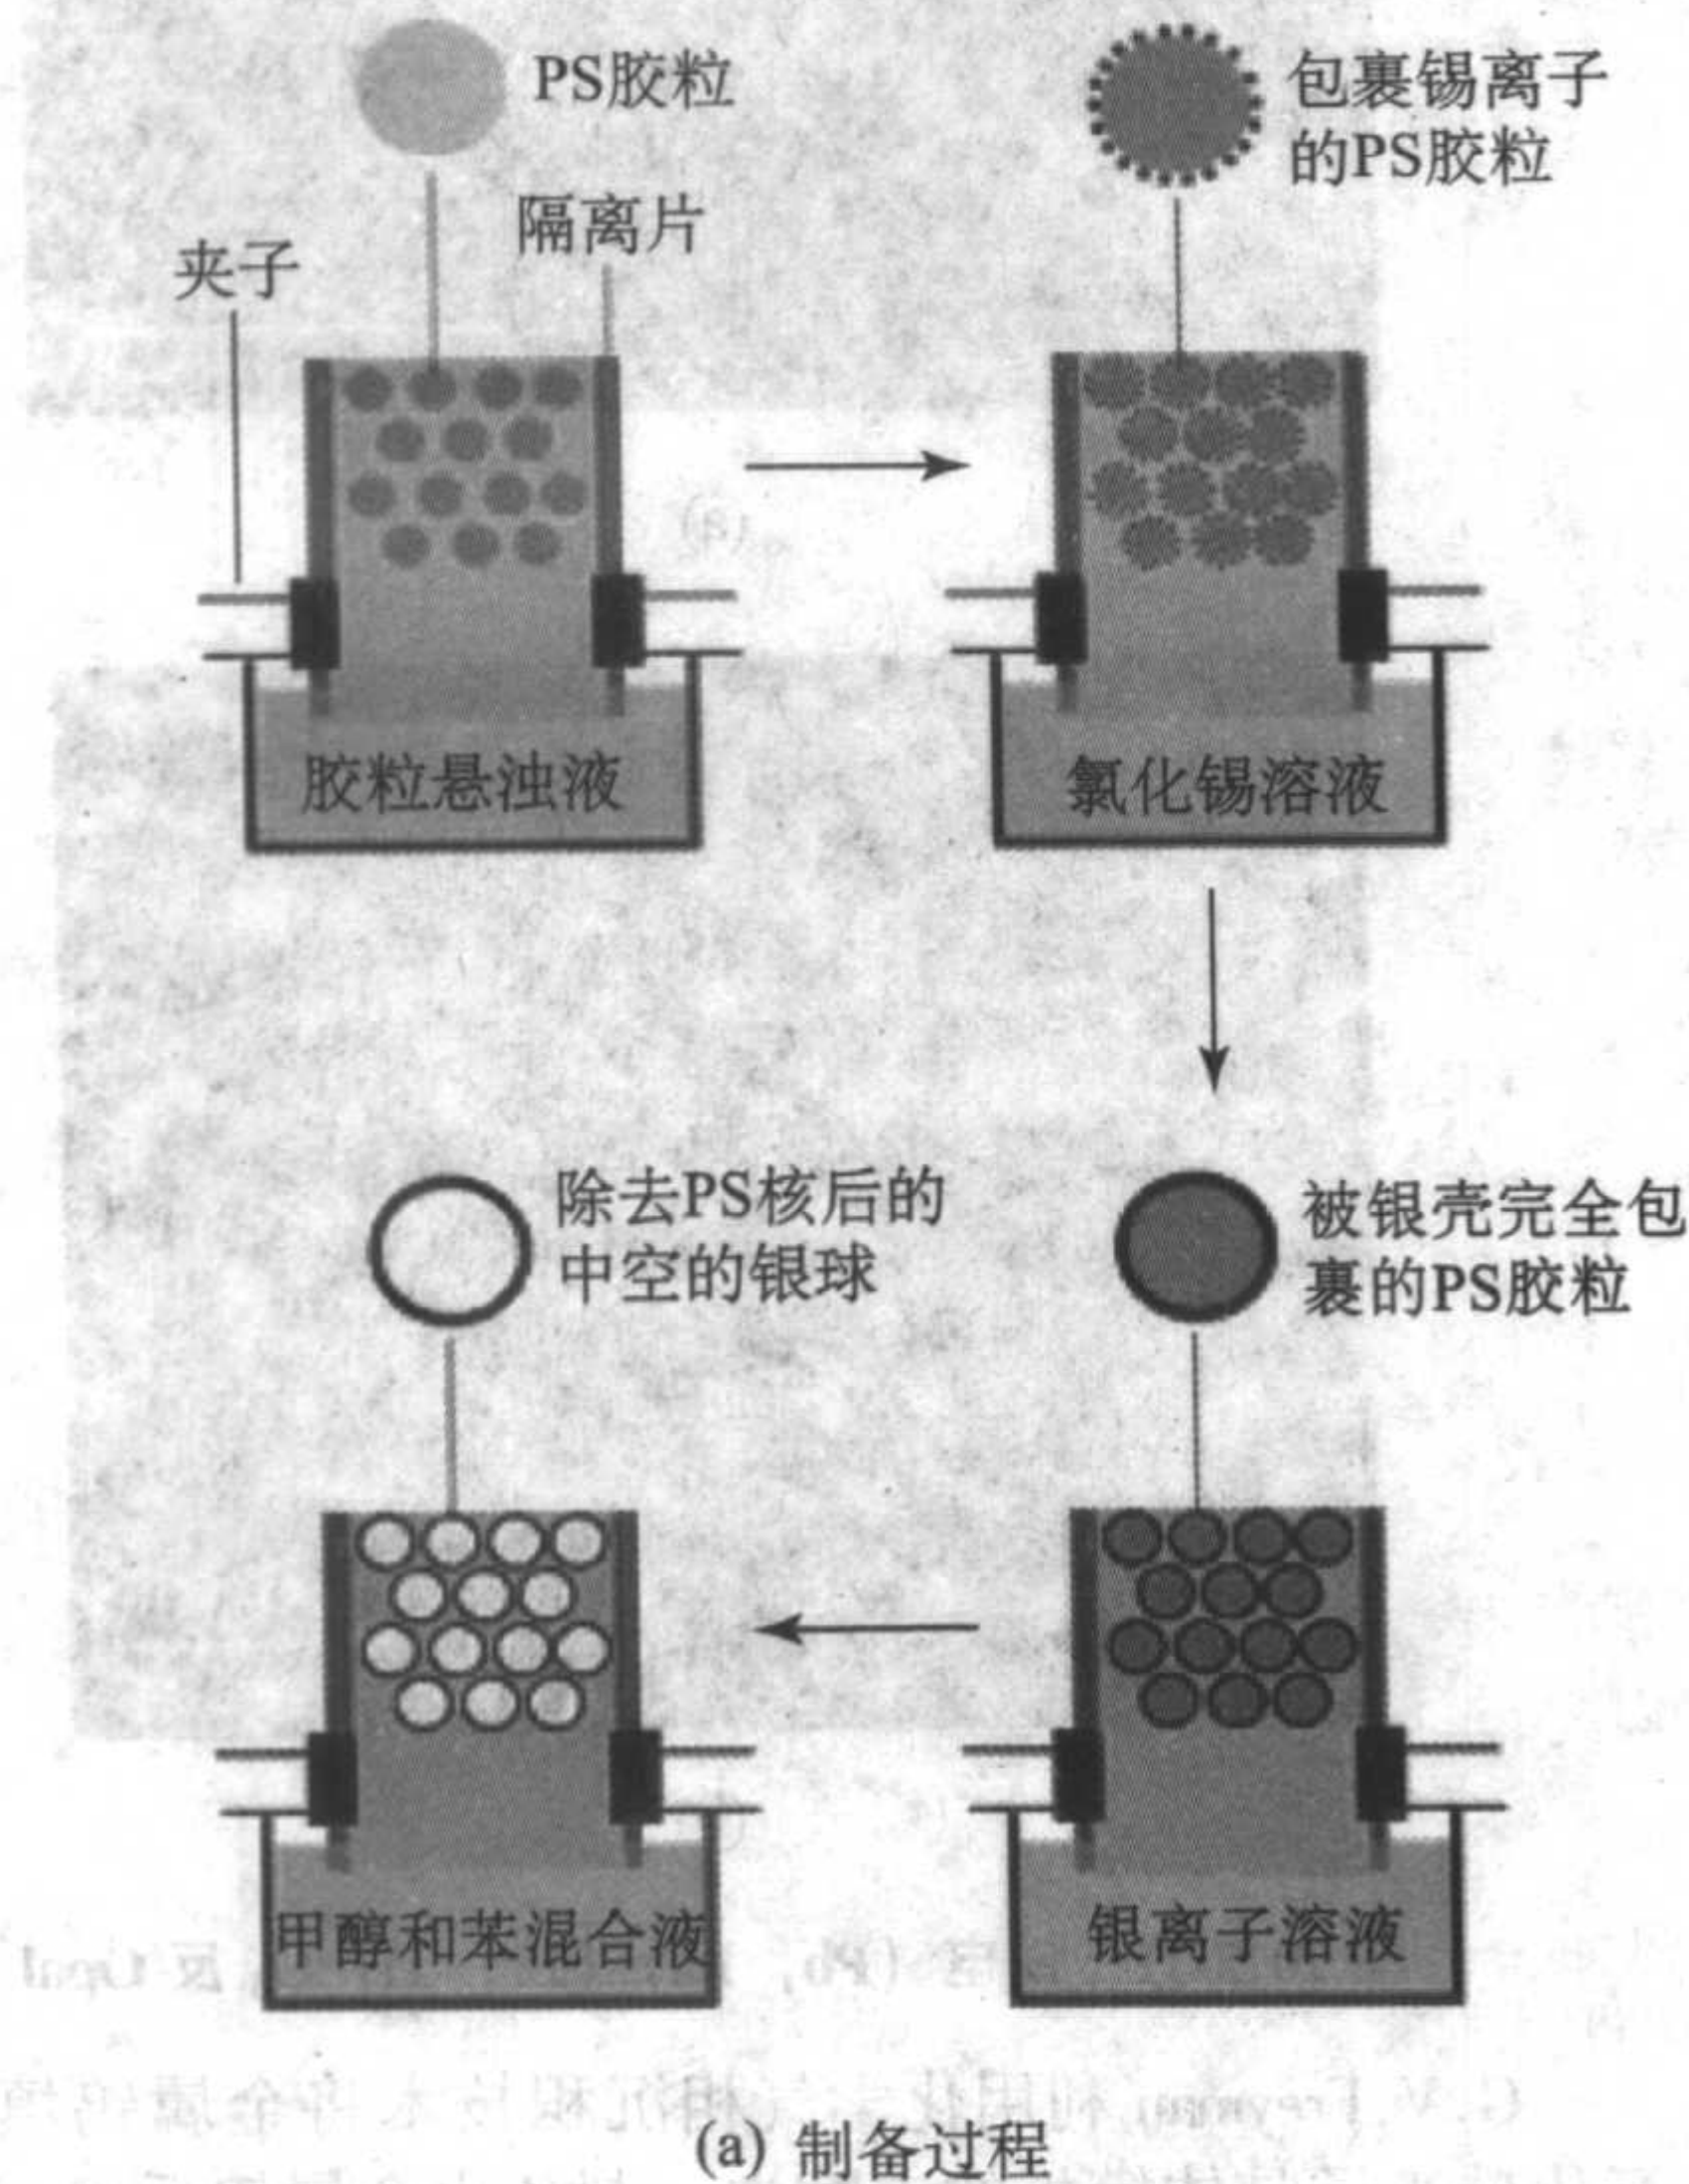 PS胶粒
隔离片
夹子
胶粒悬浊液
包裹锡离子
的PS胶粒
氯化锡溶液
被银壳完全包
裹的PS胶粒
银离子溶液
除去PS核后的
中空的银球
甲醇和苯混合液
(a) 制备过程